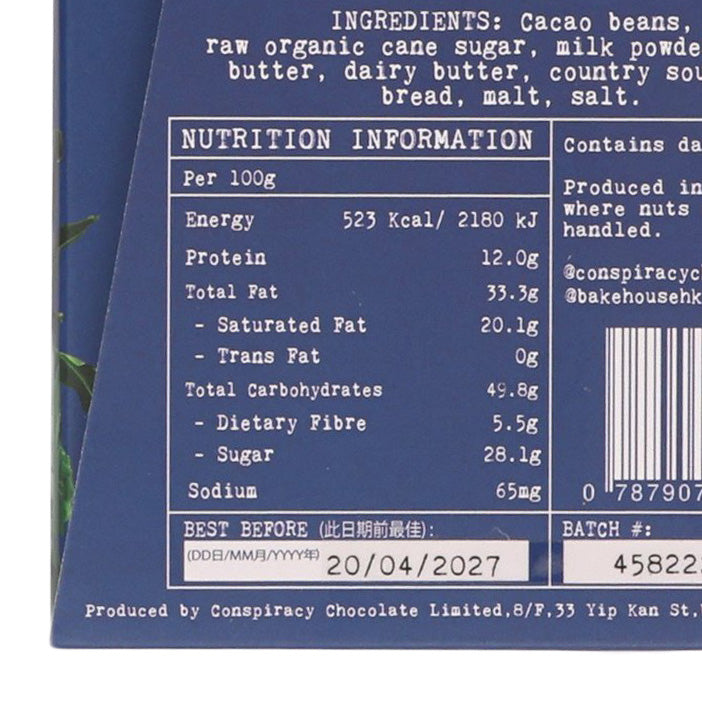 INGREDIENTS: Cacao beans,
raw organic cane sugar, milk powde
butter, dairy butter, country sou
bread, malt, salt.
NUTRITION INFORMATION
Per 100g
Energy 523 Kcal/ 2180 kJ
Protein 12.0g
Total Fat 33.3g
- Saturated Fat 20.1g
- Trans Fat 0g
Total Carbohydrates 49.8g
- Dietary Fibre 5.5g
- Sugar 28.1g
Sodium 65mg
BEST BEFORE (此日期前最佳):
(DD日/MM月/YYYY年) 20/04/2027
Contains da
Produced in
where nuts
handled.
@conspiracyc
@bakehousehk
0 787907
BATCH #:
45822
Produced by Conspiracy Chocolate Limited,8/F,33 Yip Kan St,